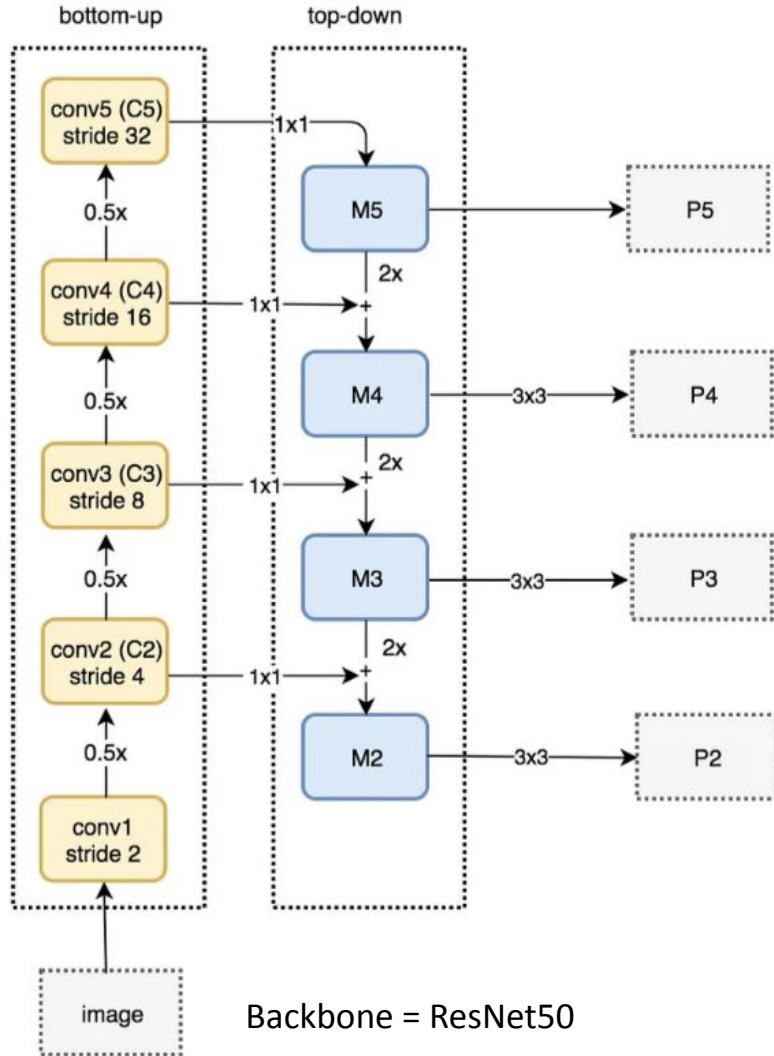 bottom-up
top-down
conv5 (C5)
stride 32
1x1
M5
P5
0.5x
2x
conv4 (C4)
stride 16
1x1
+
M4
3x3
P4
0.5x
2x
conv3 (C3)
stride 8
1x1
+
M3
3x3
P3
0.5x
2x
conv2 (C2)
stride 4
1x1
+
M2
3x3
P2
0.5x
conv1
stride 2
image
Backbone = ResNet50